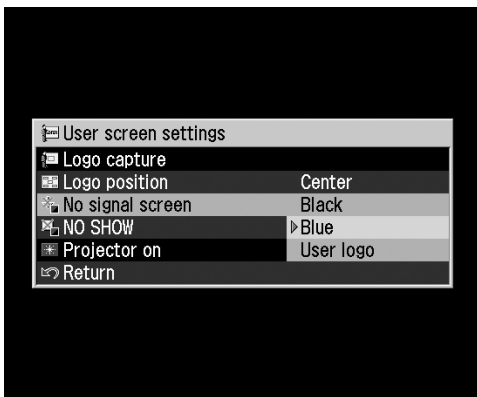 User screen settings
Logo capture
Logo position Center
No signal screen Black
NO SHOW Blue
Projector on User logo
Return